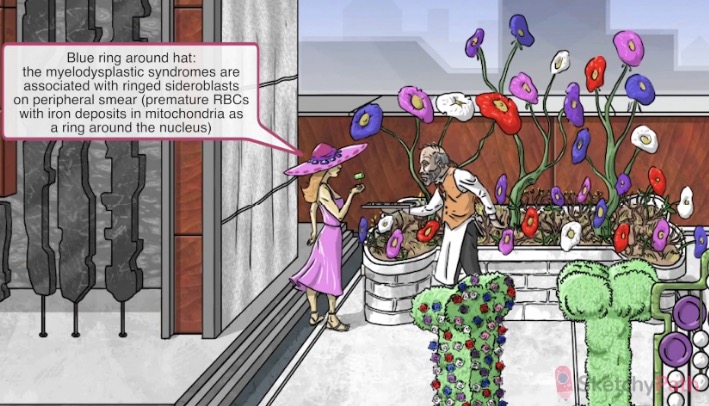 Blue ring around hat:
the myelodysplastic syndromes are
associated with ringed sideroblasts
on peripheral smear (premature RBCs
with iron deposits in mitochondria as
a ring around the nucleus)
SketchyPath